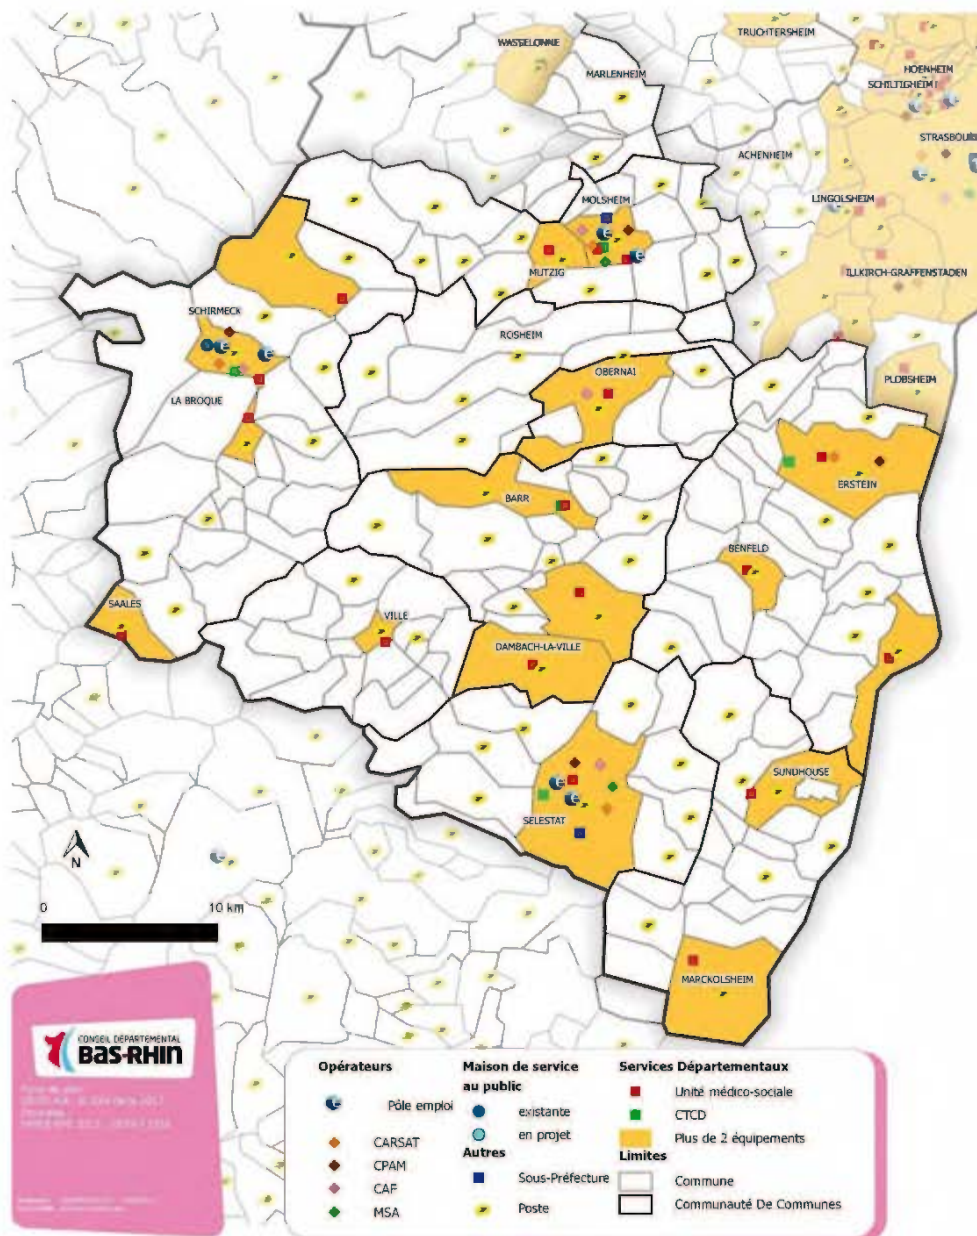 WASSELONNE
TRUCHTERSHEIM
MARLENHEIM
HOENHEIM
SCHILTIGHEIM
STRASBOUR
ACHENHEIM
MOLSHEIM
LINGOLSHEIM
MUTZIG
ILLKIRCH-GRAFFENSTADEN
SCHIRMECK
ROSHEIM
OBERNAI
PLOBSHEIM
LA BROQUE
ERSTEIN
BARR
BENFELD
SAALES
VILLE
DAMBACH-LA-VILLE
SUNDHOUSE
SELESTAT
N
0 10 km
MARCKOLSHEIM
CONSEIL DÉPARTEMENTAL
BAS-RHIN
Opérateurs
Pôle emploi
CARSAT
CPAM
CAF
MSA
Maison de service
au public
existante
en projet
Autres
Sous-Préfecture
Poste
Services Départementaux
Unité médico-sociale
CTCD
Plus de 2 équipements
Limites
Commune
Communauté De Communes